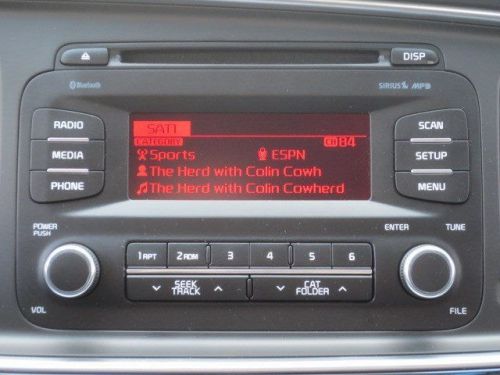 DISP
Bluetooth
SIRIUS MP3
RADIO
MEDIA
PHONE
SAT1
CATEGORY
CH 84
Sports
ESPN
The Herd with Colin Cowh
The Herd with Colin Cowherd
SCAN
SETUP
MENU
POWER
PUSH
VOL
1 RPT
2 RDM
3
4
5
6
SEEK
TRACK
CAT
FOLDER
ENTER
TUNE
FILE